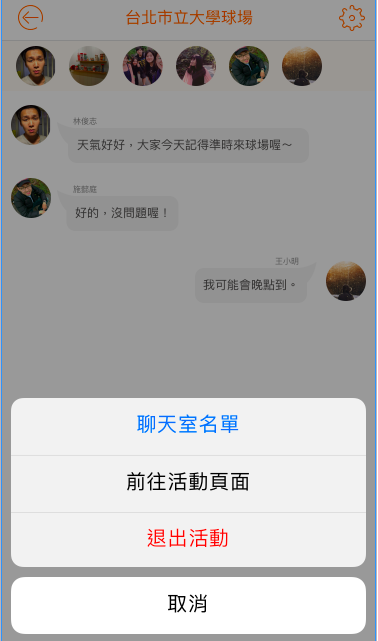 台北市立大學球場
林俊志
天氣好好，大家今天記得準時來球場喔～
施懿庭
好的，沒問題喔！
王小明
我可能會晚點到。
聊天室名單
前往活動頁面
退出活動
取消